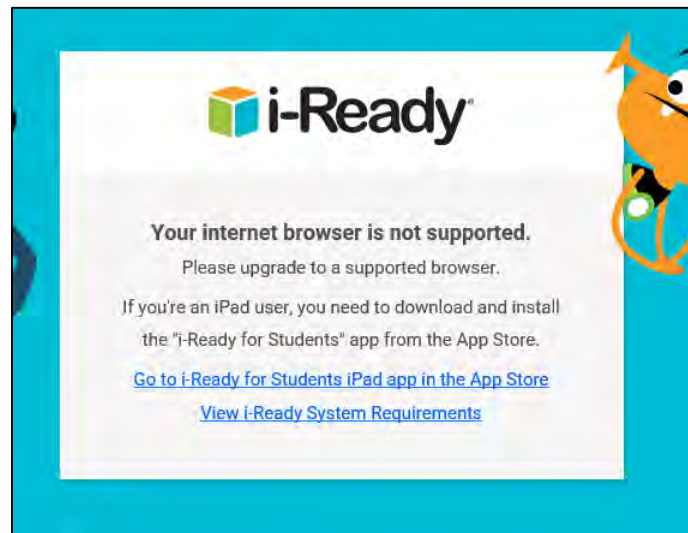 i-Ready
Your internet browser is not supported.
Please upgrade to a supported browser.
If you're an iPad user, you need to download and install
the "i-Ready for Students" app from the App Store.
Go to i-Ready for Students iPad app in the App Store
View i-Ready System Requirements